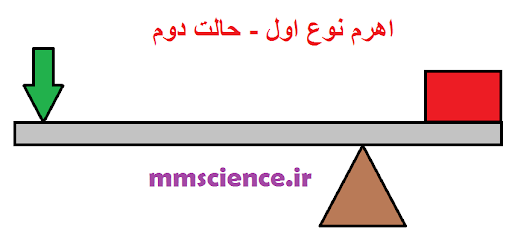 اهرم نوع اول - حالت دوم
mmscience.ir